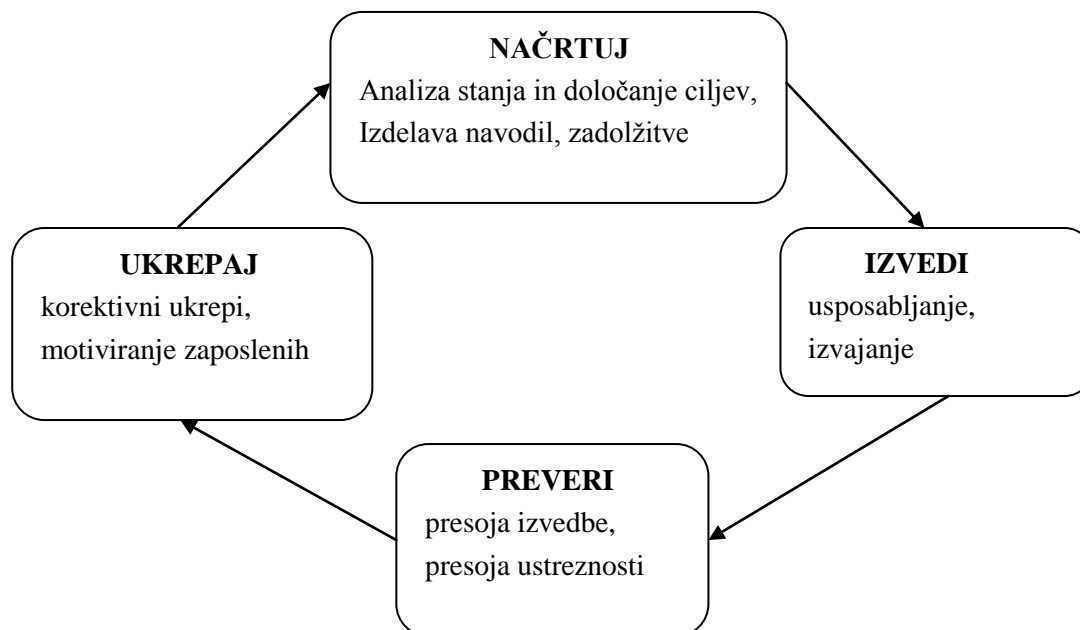 NAČRTUJ
Analiza stanja in določanje ciljev,
Izdelava navodil, zadolžitve
UKREPAJ
korektivni ukrepi,
motiviranje zaposlenih
IZVEDI
usposabljanje,
izvajanje
PREVERI
presoja izvedbe,
presoja ustreznosti